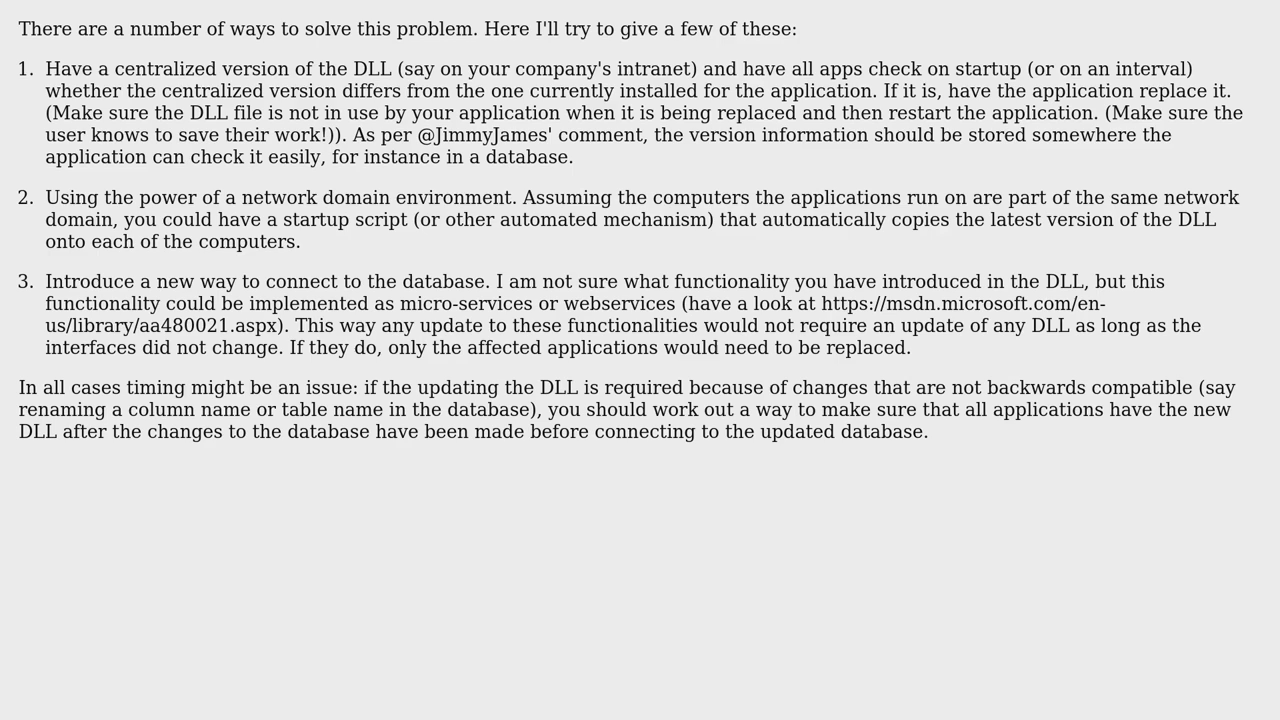 There are a number of ways to solve this problem. Here I'll try to give a few of these:
1. Have a centralized version of the DLL (say on your company's intranet) and have all apps check on startup (or on an interval)
whether the centralized version differs from the one currently installed for the application. If it is, have the application replace it.
(Make sure the DLL file is not in use by your application when it is being replaced and then restart the application. (Make sure the
user knows to save their work!)). As per @JimmyJames' comment, the version information should be stored somewhere the
application can check it easily, for instance in a database.
2. Using the power of a network domain environment. Assuming the computers the applications run on are part of the same network
domain, you could have a startup script (or other automated mechanism) that automatically copies the latest version of the DLL
onto each of the computers.
3. Introduce a new way to connect to the database. I am not sure what functionality you have introduced in the DLL, but this
functionality could be implemented as micro-services or webservices (have a look at https://msdn.microsoft.com/en-
us/library/aa480021.aspx). This way any update to these functionalities would not require an update of any DLL as long as the
interfaces did not change. If they do, only the affected applications would need to be replaced.
In all cases timing might be an issue: if the updating the DLL is required because of changes that are not backwards compatible (say
renaming a column name or table name in the database), you should work out a way to make sure that all applications have the new
DLL after the changes to the database have been made before connecting to the updated database.